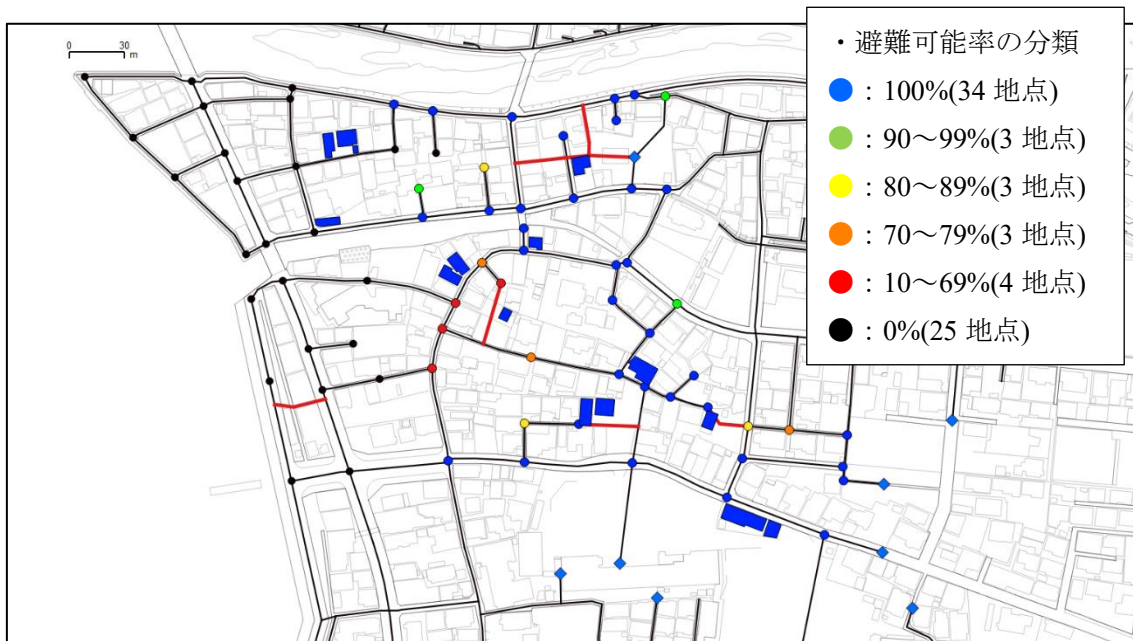 0 30
m
・避難可能率の分類
：100%(34 地点)
：90～99%(3 地点)
：80～89%(3 地点)
：70～79%(3 地点)
：10～69%(4 地点)
：0%(25 地点)